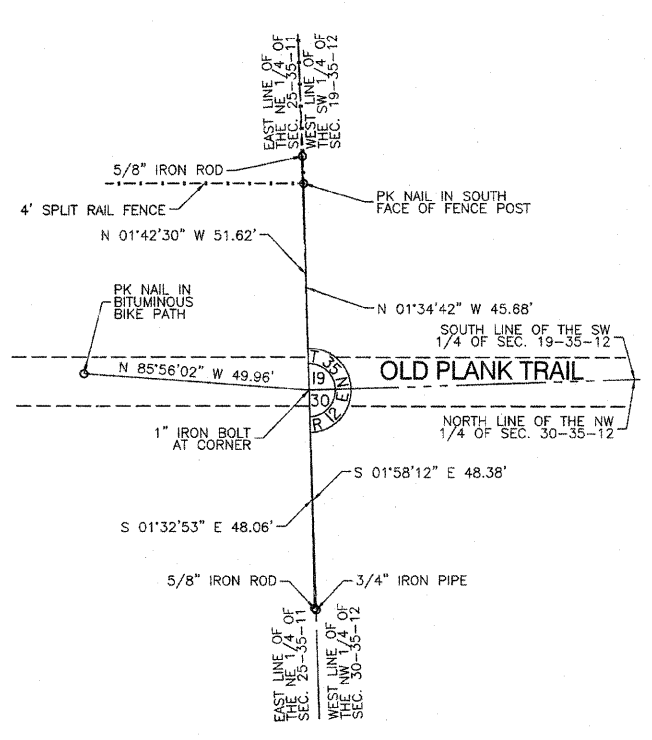 EAST LINE OF
THE NE 1/4 OF
SEC. 25-35-11
WEST LINE OF
THE SW 1/4 OF
SEC. 19-35-12
5/8" IRON ROD
4' SPLIT RAIL FENCE
PK NAIL IN SOUTH
FACE OF FENCE POST
N 01°42'30" W 51.62'
PK NAIL IN
BITUMINOUS
BIKE PATH
N 01°34'42" W 45.68'
SOUTH LINE OF THE SW
1/4 OF SEC. 19-35-12
N 85°56'02" W 49.96'
T 35 N
19
30
R 12 E
OLD PLANK TRAIL
1" IRON BOLT
AT CORNER
NORTH LINE OF THE NW
1/4 OF SEC. 30-35-12
S 01°58'12" E 48.38'
S 01°32'53" E 48.06'
5/8" IRON ROD
3/4" IRON PIPE
EAST LINE OF
THE NE 1/4 OF
SEC. 25-35-11
WEST LINE OF
THE NW 1/4 OF
SEC. 30-35-12